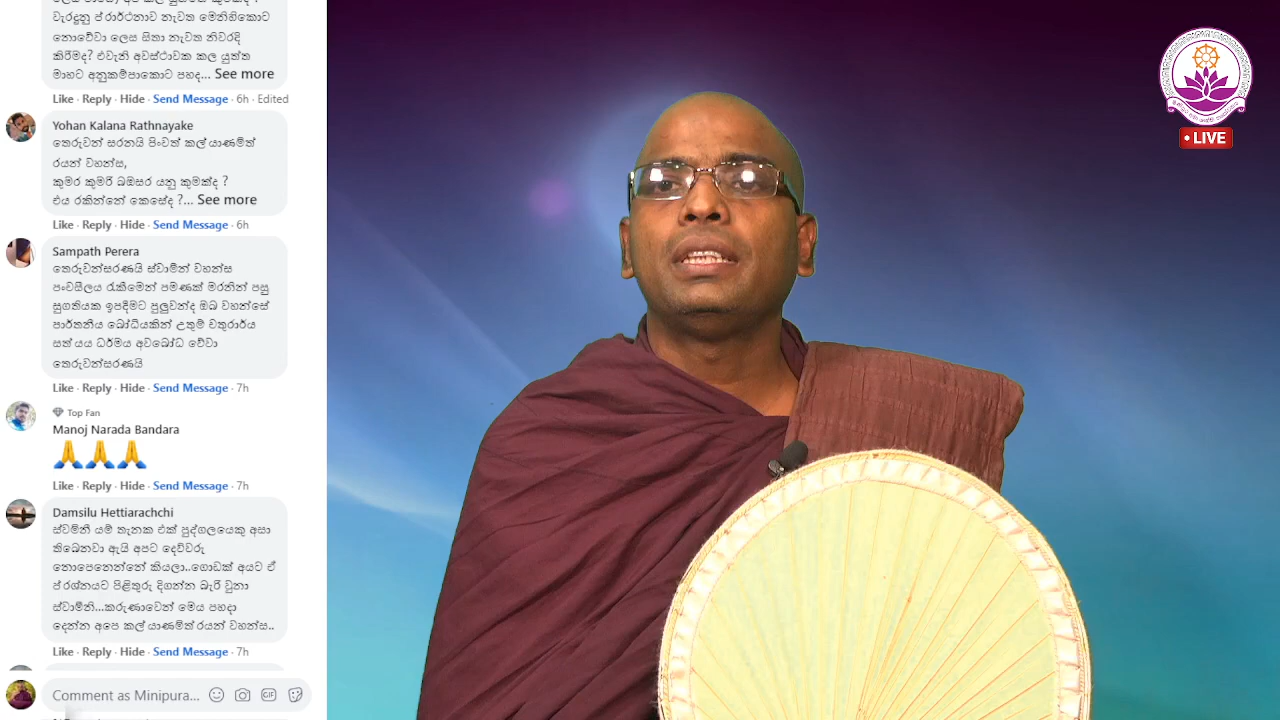 වැරදුනු ප්‍රාර්ථනාව නැවත මෙනිහිකොට
නොවේවා ලෙස සිතා නැවත නිවරදි
කිරීමද? එවැනි අවස්ථාවක කල යුත්ත
මාහට අනුකම්පාකොට පහද... See more
Like · Reply · Hide · Send Message · 6h · Edited
Yohan Kalana Rathnayake
තෙරුවන් සරනයි පිංවත් කල්‍යාණමිත්
රයන් වහන්ස,
කුමර කුමරි බඹසර යනු කුමක්ද ?
එය රකින්නේ කෙසේද ?... See more
Like · Reply · Hide · Send Message · 6h
Sampath Perera
තෙරුවන්සරණයි ස්වාමීන් වහන්ස
පංචසීලය රැකීමෙන් පමණක් මරනින් පසු
සුගතියක ඉපදීමට පුලුවන්ද ඔබ වහන්සේ
පාර්තනීය බෝධියකින් උතුම් චතුරාර්ය
සත්‍යය ධර්මය අවබෝධ වේවා
තෙරුවන්සරණයි
Like · Reply · Hide · Send Message · 7h
Top Fan
Manoj Narada Bandara
🙏🙏🙏
Like · Reply · Hide · Send Message · 7h
Damsilu Hettiarachchi
ස්වමිනී යම් තැනක එක් පුද්ගලයෙකු අසා
තිබෙනවා ඇයි අපට දෙව්වරු
නොපෙනෙන්නේ කියලා..ගොඩක් අයට ඒ
ප්‍රශ්නයට පිළිතුරු දිගන්න බැරි වුනා
ස්වාමිනී...කරුණාවෙන් මෙය පහදා
දෙන්න අපෙ කල්‍යාණමිත් රයන් වහන්ස..
Like · Reply · Hide · Send Message · 7h
Comment as Minipura...
GIF
LIVE